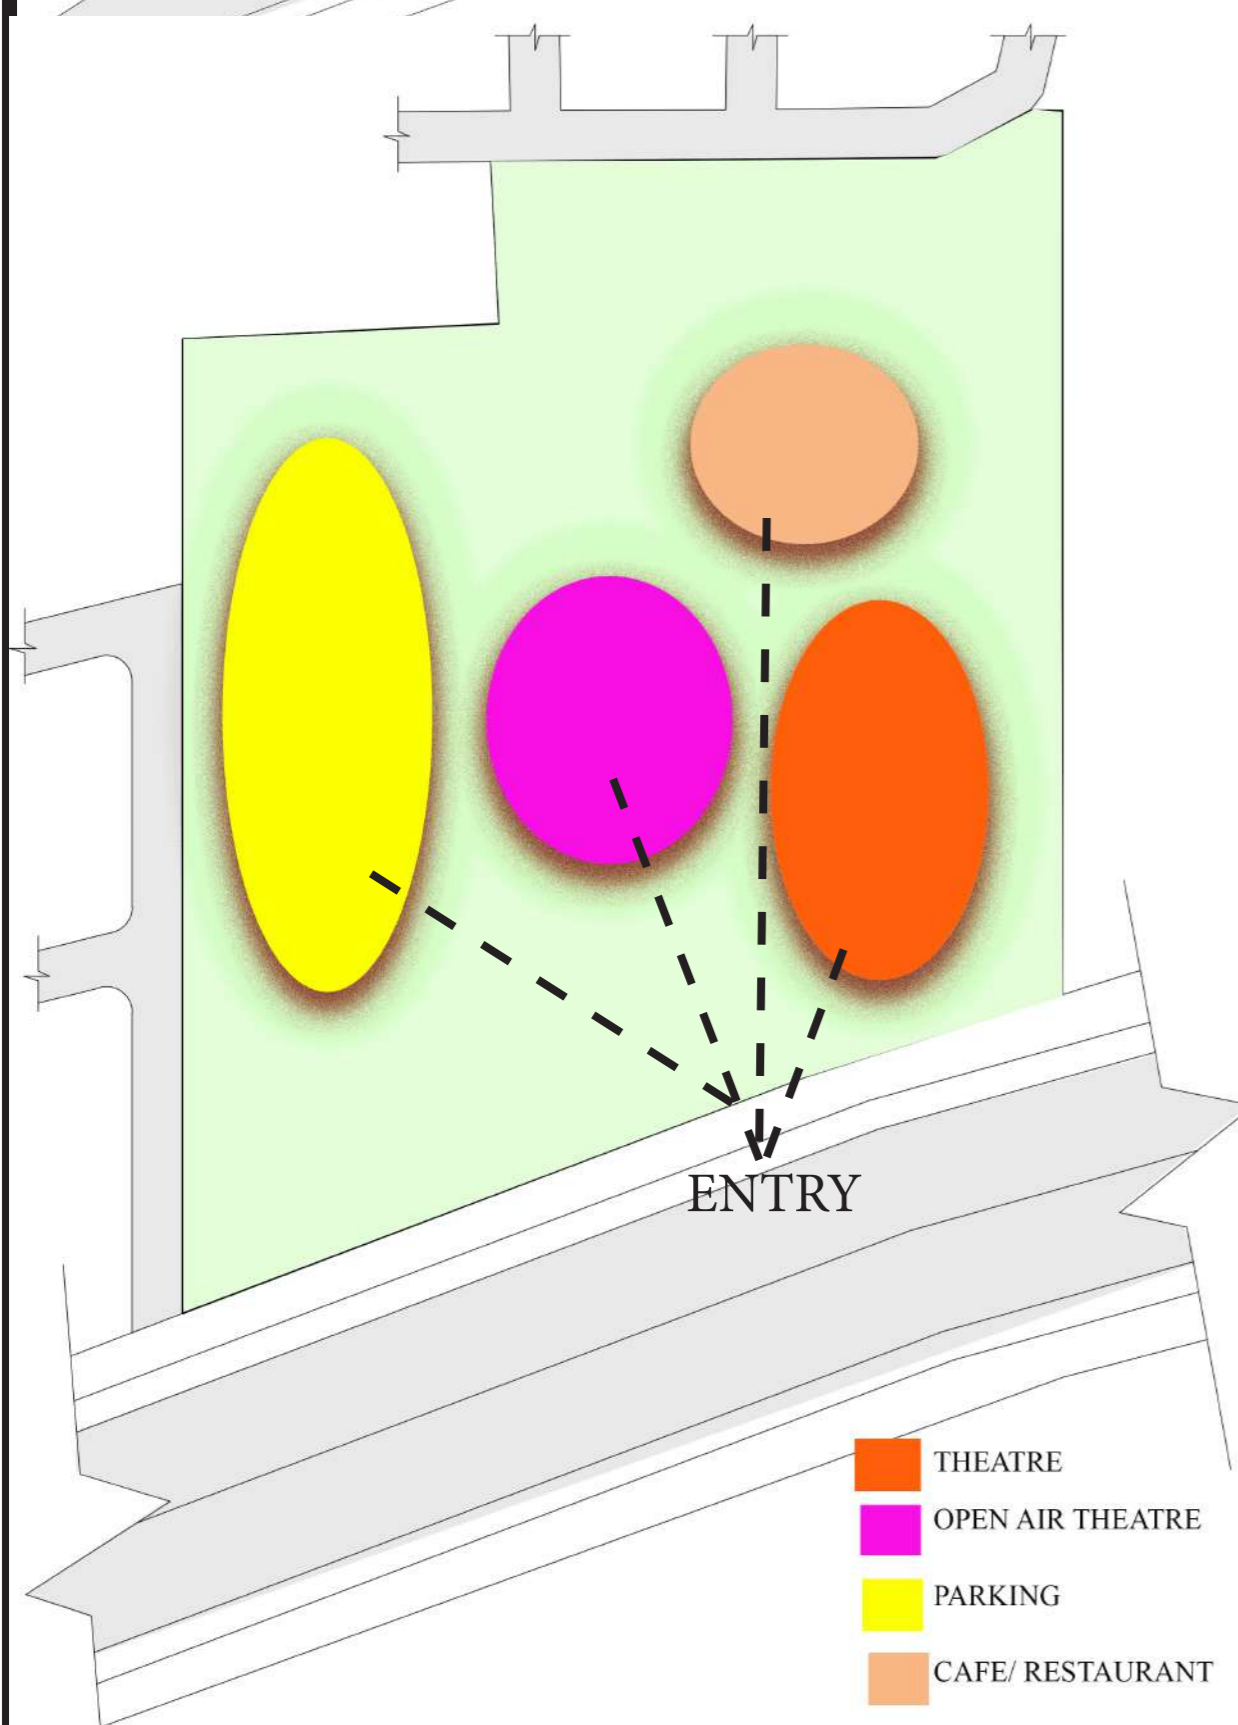 ENTRY
THEATRE
OPEN AIR THEATRE
PARKING
CAFE/ RESTAURANT